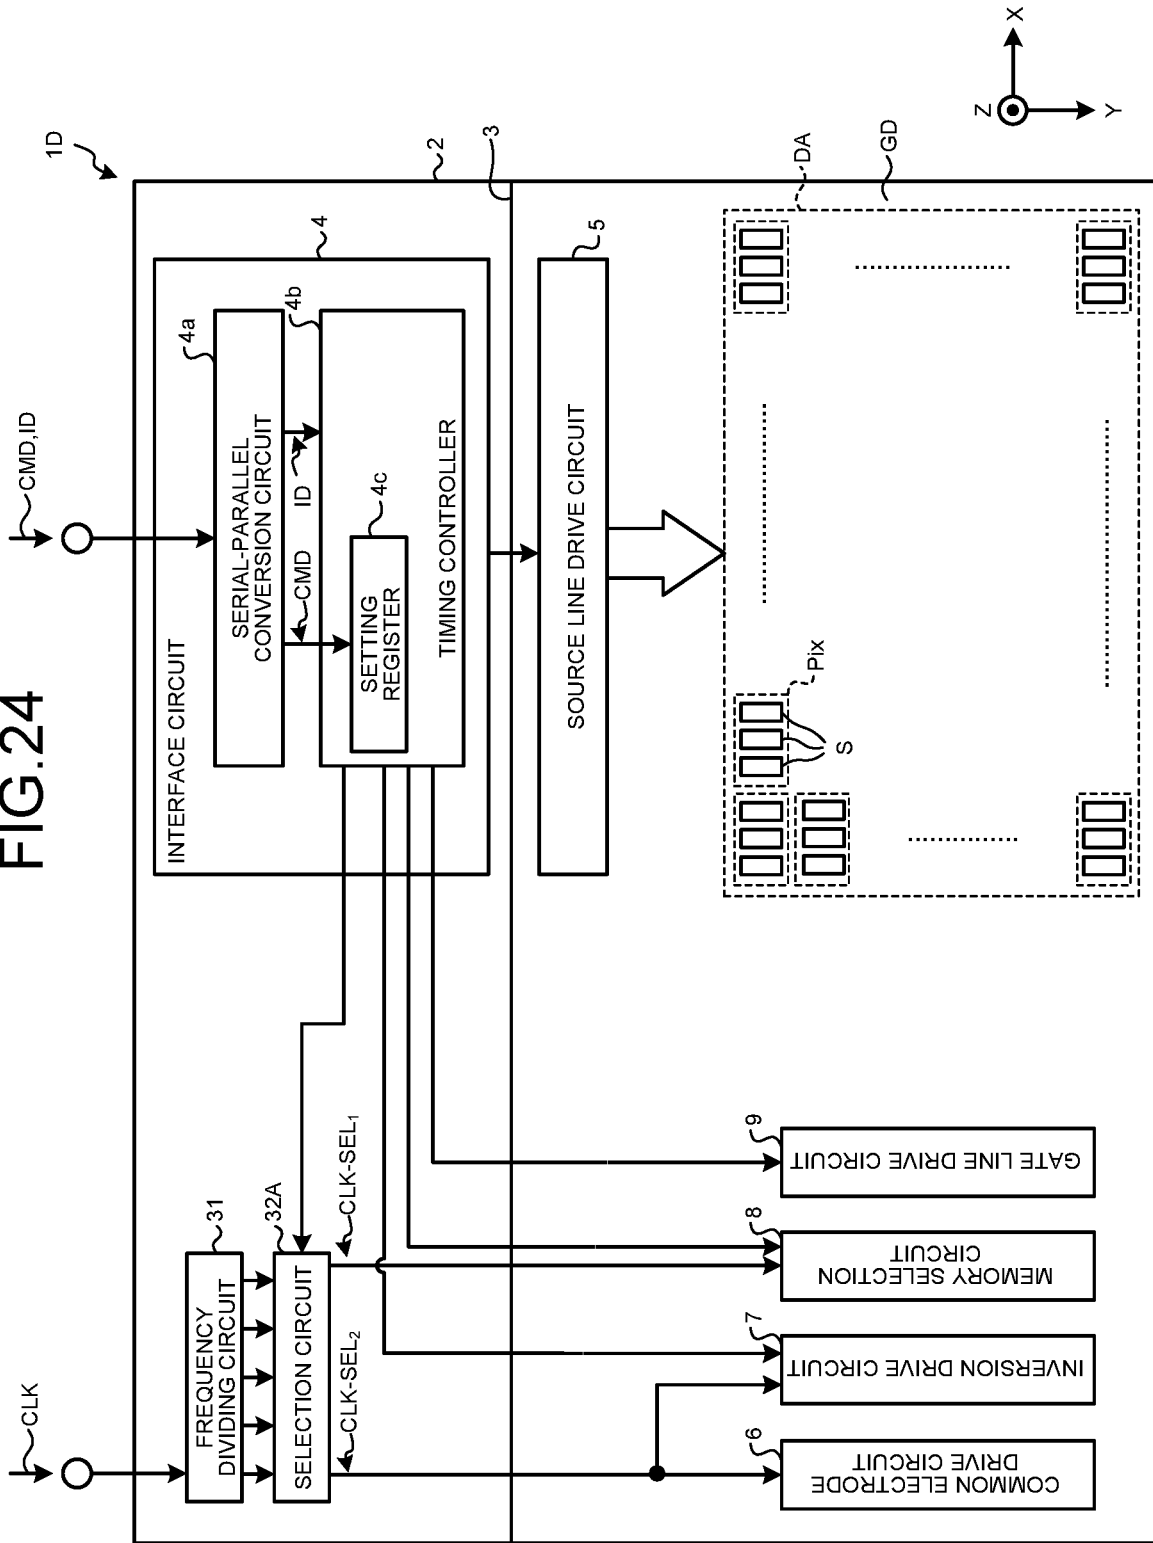 FIG.24
1D
CLK
CMD,ID
2
3
INTERFACE CIRCUIT
4
SERIAL-PARALLEL
CONVERSION CIRCUIT
4a
CMD
ID
4b
SETTING
REGISTER
4c
TIMING CONTROLLER
FREQUENCY
DIVIDING CIRCUIT
31
SELECTION CIRCUIT
32A
CLK-SEL₂
CLK-SEL₁
SOURCE LINE DRIVE CIRCUIT
5
COMMON ELECTRODE
DRIVE CIRCUIT
6
INVERSION DRIVE CIRCUIT
7
MEMORY SELECTION
CIRCUIT
8
GATE LINE DRIVE CIRCUIT
9
Pix
S
DA
GD
Z
X
Y